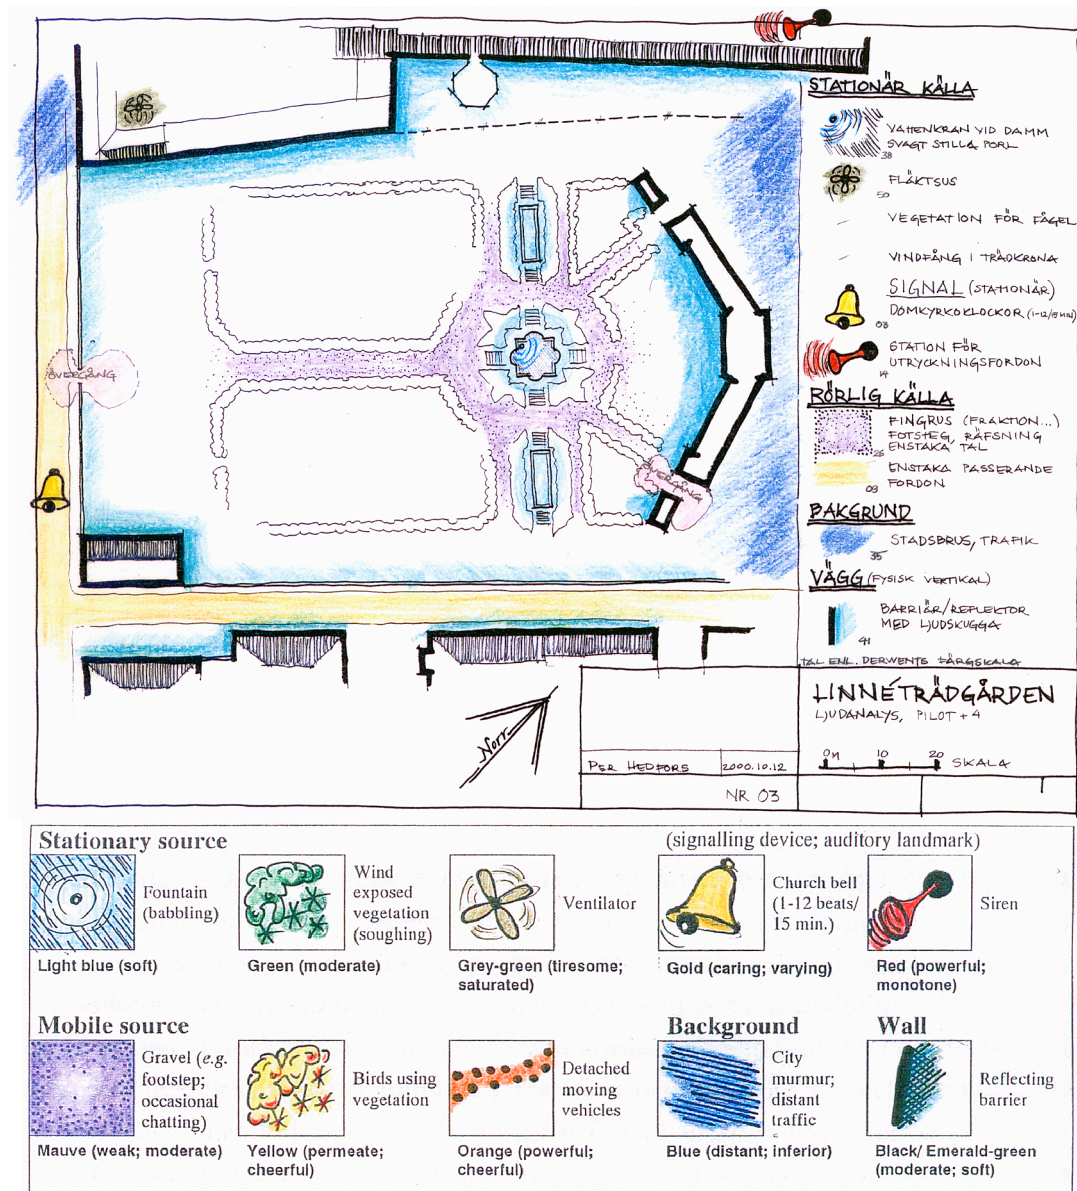 STATIONÄR KÄLLA
VATTENKRAN VID DAMM
SVAGT STILLA PORL
38
FLÄKTSUS
50
VEGETATION FÖR FÅGEL
VINDFÅNG I TRÄDKRONA
SIGNAL (STATIONÄR)
DOMKYRKOKLOCKOR (1-12/15 MIN)
03
STATION FÖR
UTRYCKNINGSFORDON
14
RÖRLIG KÄLLA
FINGRUS (FRAKTION...)
FOTSTEG, RÄFSNING
ENSTAKA TAL
26
ENSTAKA PASSERANDE
FORDON
09
BAKGRUND
STADSBRUS, TRAFIK
35
VÄGG (FYSISK VERTIKAL)
BARRIÄR/REFLEKTOR
MED LJUDSKUGGA
41
TAL ENL. DERWENTS FÄRGSKALA
ÖVERGÅNG
ÖVERGÅNG
Norr
LINNÉTRÄDGÅRDEN
LJUDANALYS, PILOT + 4
0 M 10 20 SKALA
PER HEDFORS 2000.10.12
NR 03
Stationary source (signalling device; auditory landmark)
Fountain
(babbling)
Light blue (soft)
Wind
exposed
vegetation
(soughing)
Green (moderate)
Ventilator
Grey-green (tiresome;
saturated)
Church bell
(1-12 beats/
15 min.)
Gold (caring; varying)
Siren
Red (powerful;
monotone)
Mobile source
Gravel (e.g.
footstep;
occasional
chatting)
Mauve (weak; moderate)
Birds using
vegetation
Yellow (permeate;
cheerful)
Detached
moving
vehicles
Orange (powerful;
cheerful)
Background
City
murmur;
distant
traffic
Blue (distant; inferior)
Wall
Reflecting
barrier
Black/ Emerald-green
(moderate; soft)